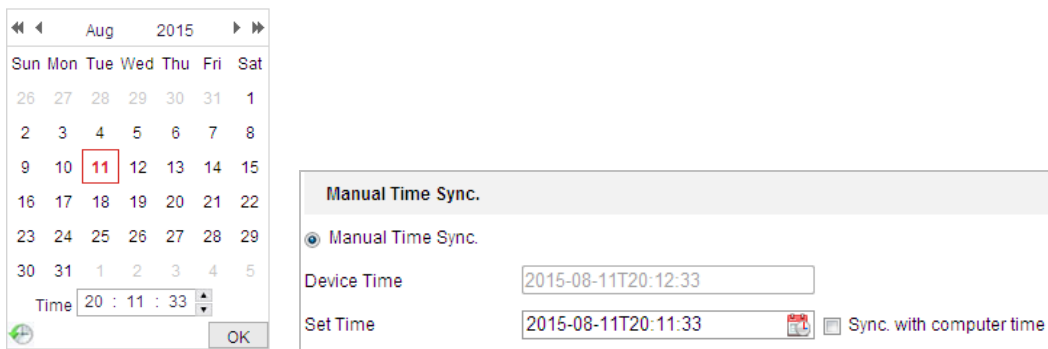 Aug 2015
Sun Mon Tue Wed Thu Fri Sat
26 27 28 29 30 31 1
2 3 4 5 6 7 8
9 10 11 12 13 14 15
16 17 18 19 20 21 22
23 24 25 26 27 28 29
30 31 1 2 3 4 5
Time 20 : 11 : 33
OK
Manual Time Sync.
Manual Time Sync.
Device Time 2015-08-11T20:12:33
Set Time 2015-08-11T20:11:33 Sync. with computer time